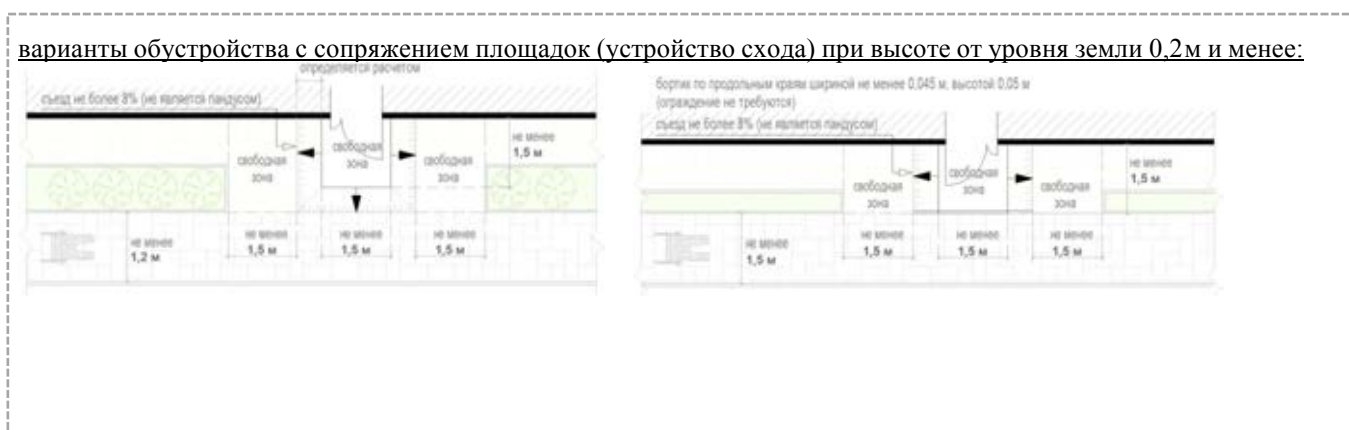 варианты обустройства с сопряжением площадок (устройство схода) при высоте от уровня земли 0,2м и менее:
определяется расчетом
съезд не более 8% (не является пандусом)
свободная
зона
свободная
зона
свободная
зона
не менее
1,5 м
не менее
1,2 м
не менее
1,5 м
не менее
1,5 м
не менее
1,5 м
бортик по продольным краям шириной не менее 0,045 м, высотой 0,05 м
(ограждение не требуются)
съезд не более 8% (не является пандусом)
свободная
зона
свободная
зона
свободная
зона
не менее
1,5 м
не менее
1,5 м
не менее
1,5 м
не менее
1,5 м
не менее
1,5 м